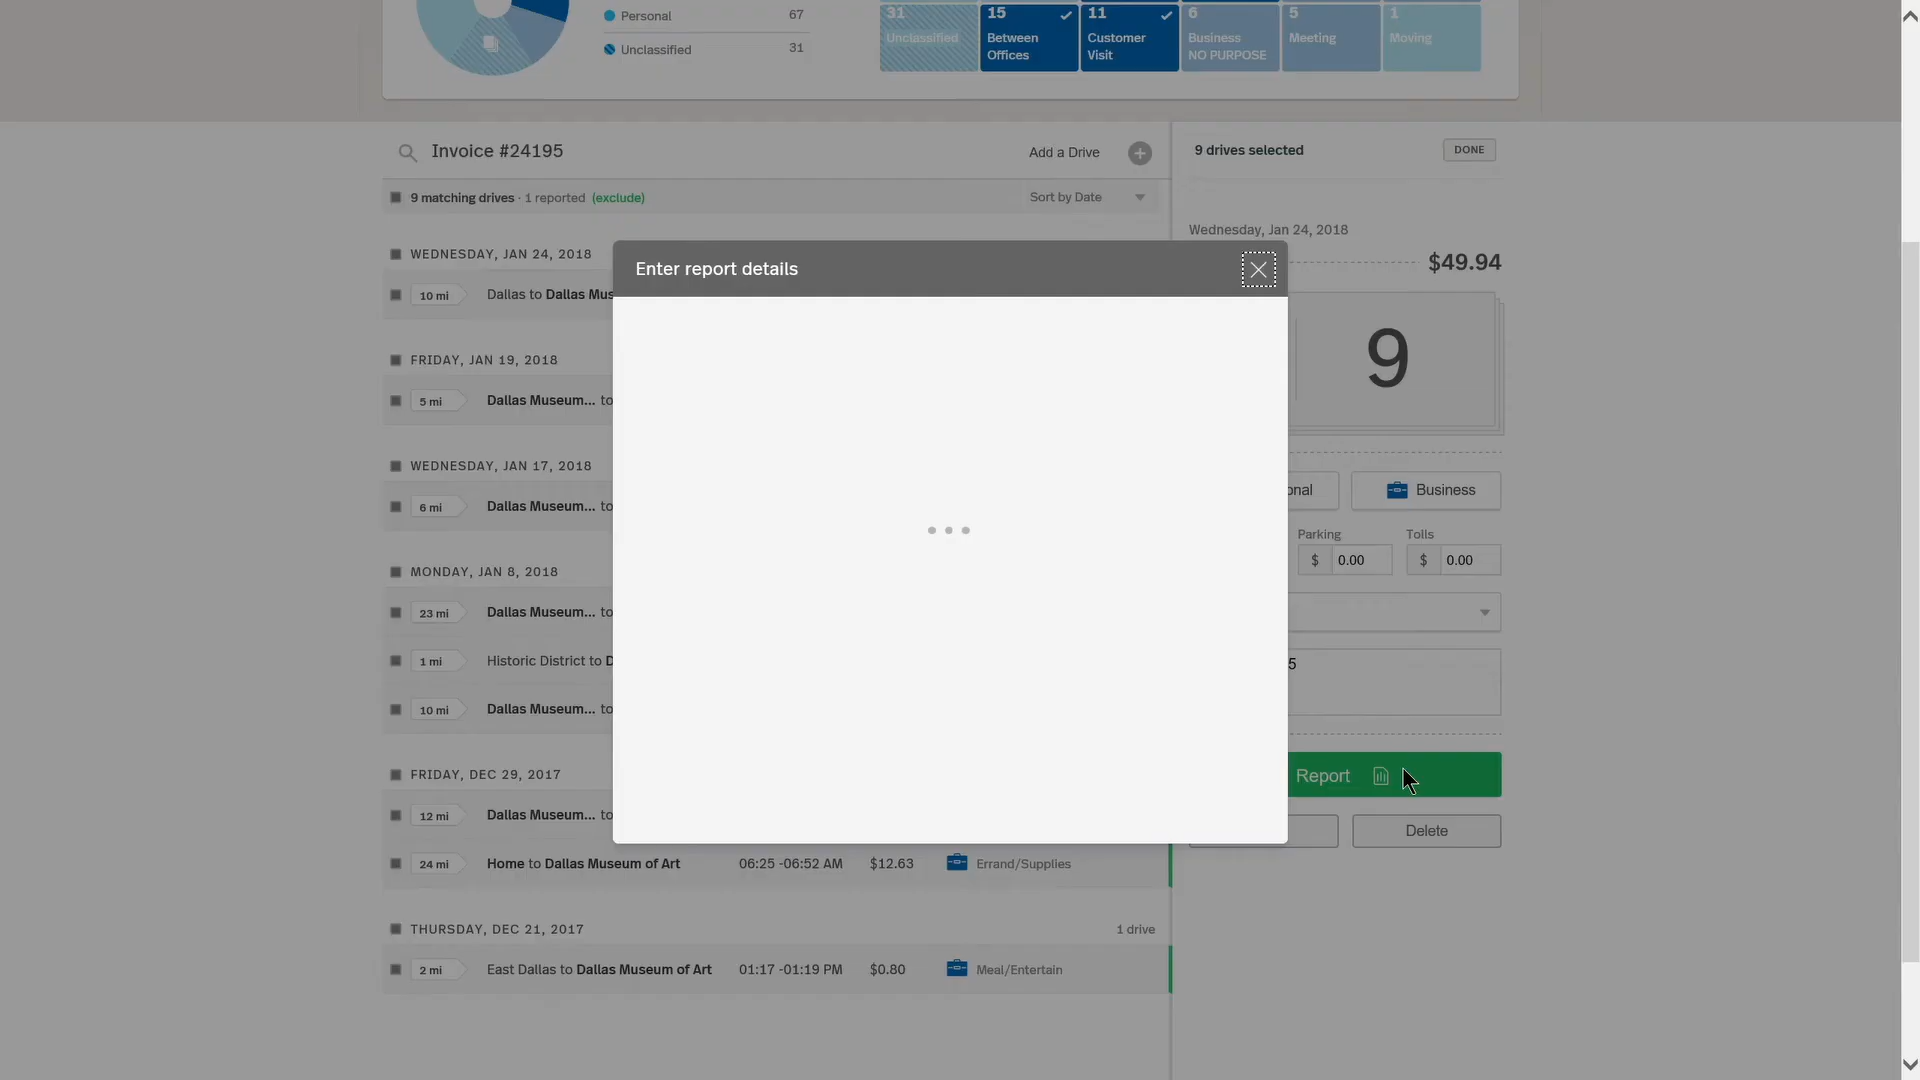 Personal 67
Unclassified 31
31 Unclassified
15 Between Offices
11 Customer Visit
6 Business NO PURPOSE
5 Meeting
1 Moving
Invoice #24195
Add a Drive
9 matching drives · 1 reported (exclude)
Sort by Date
WEDNESDAY, JAN 24, 2018
10 mi Dallas to Dallas Mus
FRIDAY, JAN 19, 2018
5 mi Dallas Museum... to
WEDNESDAY, JAN 17, 2018
6 mi Dallas Museum... to
MONDAY, JAN 8, 2018
23 mi Dallas Museum... to
1 mi Historic District to D
10 mi Dallas Museum... to
FRIDAY, DEC 29, 2017
12 mi Dallas Museum... to
24 mi Home to Dallas Museum of Art 06:25 -06:52 AM $12.63 Errand/Supplies
THURSDAY, DEC 21, 2017 1 drive
2 mi East Dallas to Dallas Museum of Art 01:17 -01:19 PM $0.80 Meal/Entertain
Enter report details
9 drives selected DONE
Wednesday, Jan 24, 2018
$49.94
9
onal Business
Parking Tolls
$ 0.00 $ 0.00
5
Report
Delete